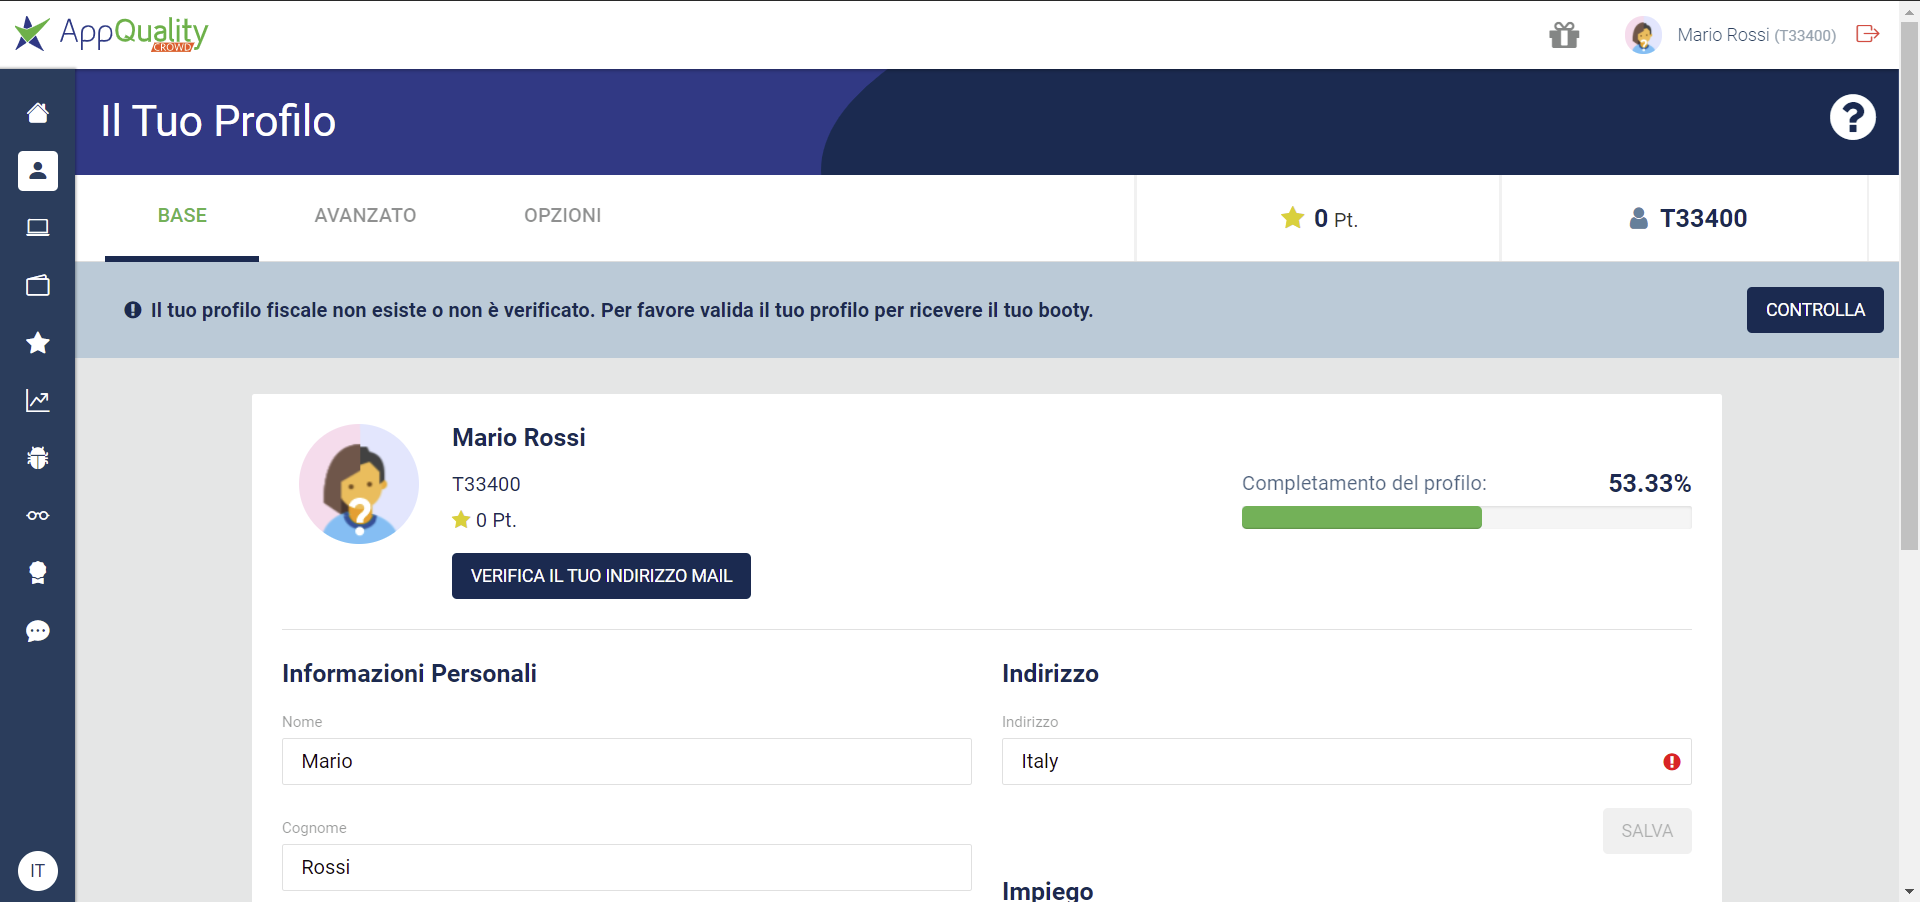 AppQuality
CROWD
Mario Rossi (T33400)
Il Tuo Profilo
?
BASE
AVANZATO
OPZIONI
0 Pt.
T33400
Il tuo profilo fiscale non esiste o non è verificato. Per favore valida il tuo profilo per ricevere il tuo booty.
CONTROLLA
Mario Rossi
T33400
0 Pt.
VERIFICA IL TUO INDIRIZZO MAIL
Completamento del profilo:
53.33%
Informazioni Personali
Nome
Mario
Cognome
Rossi
Indirizzo
Indirizzo
Italy
SALVA
Impiego
IT